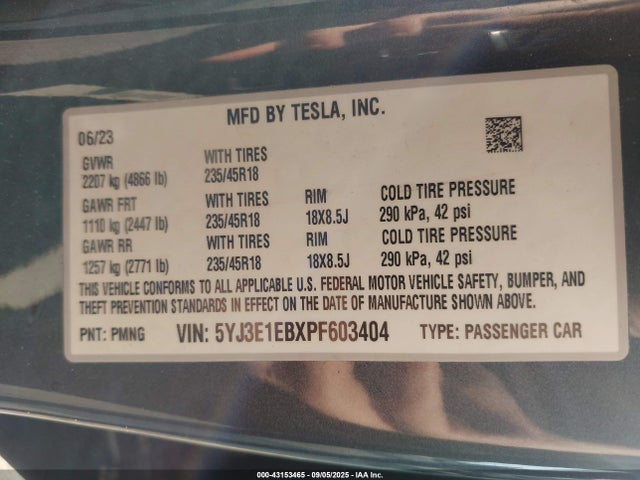 MFD BY TESLA, INC.
06/23
GVWR WITH TIRES
2207 kg (4866 lb) 235/45R18
GAWR FRT WITH TIRES RIM COLD TIRE PRESSURE
1110 kg (2447 lb) 235/45R18 18X8.5J 290 kPa, 42 psi
GAWR RR WITH TIRES RIM COLD TIRE PRESSURE
1257 kg (2771 lb) 235/45R18 18X8.5J 290 kPa, 42 psi
THIS VEHICLE CONFORMS TO ALL APPLICABLE U.S. FEDERAL MOTOR VEHICLE SAFETY, BUMPER, AND
THEFT PREVENTION STANDARDS IN EFFECT ON THE DATE OF MANUFACTURE SHOWN ABOVE.
PNT: PMNG VIN: 5YJ3E1EBXPF603404 TYPE: PASSENGER CAR
000-43153465 - 09/05/2025 - IAA Inc.